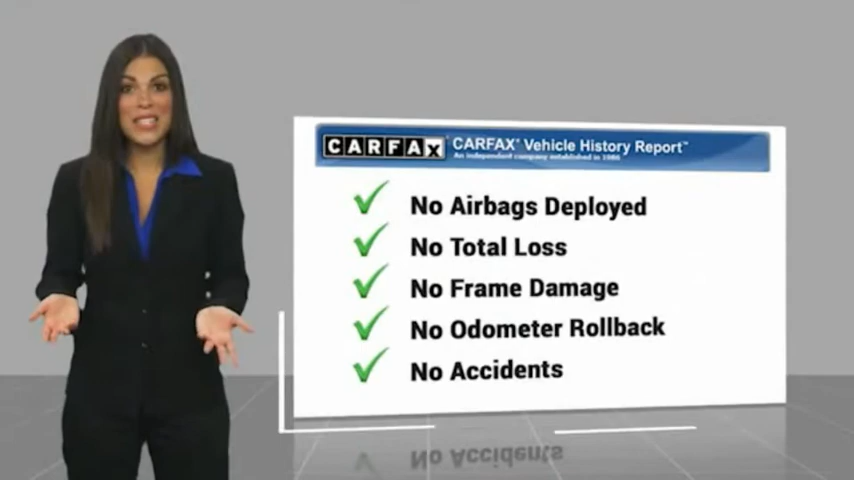 CARFAX CARFAX® Vehicle History Report™
An independent company established in 1986
No Airbags Deployed
No Total Loss
No Frame Damage
No Odometer Rollback
No Accidents
No Accidents